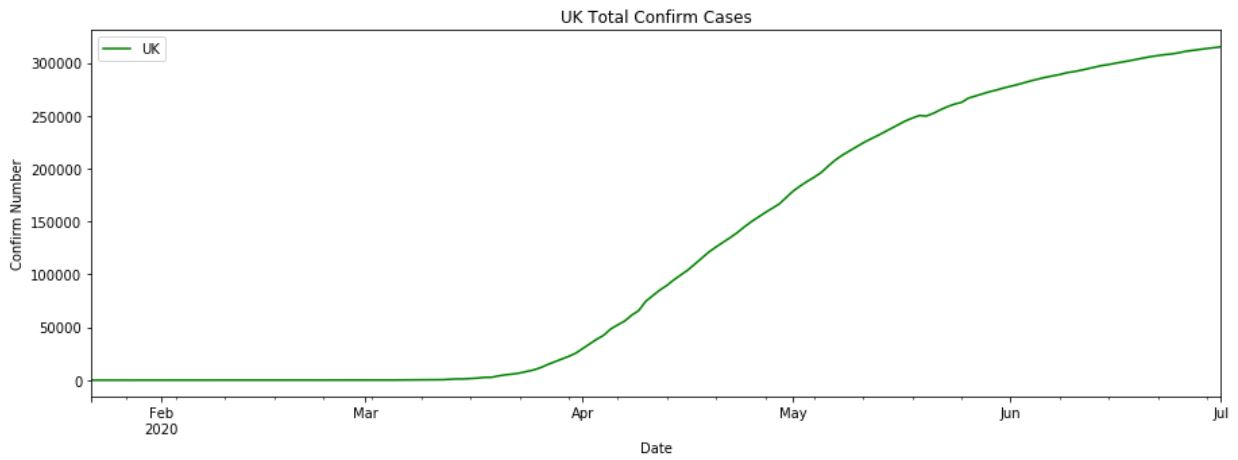 UK Total Confirm Cases
UK
300000
250000
200000
150000
100000
50000
0
Confirm Number
Feb Mar Apr May Jun Jul
2020
Date